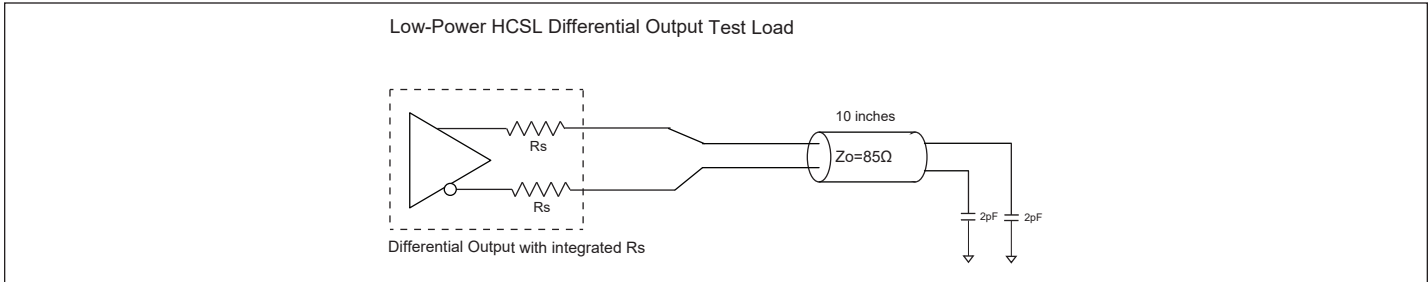 Low-Power HCSL Differential Output Test Load
10 inches
Rs
Zo=85Ω
Rs
2pF
2pF
Differential Output with integrated Rs